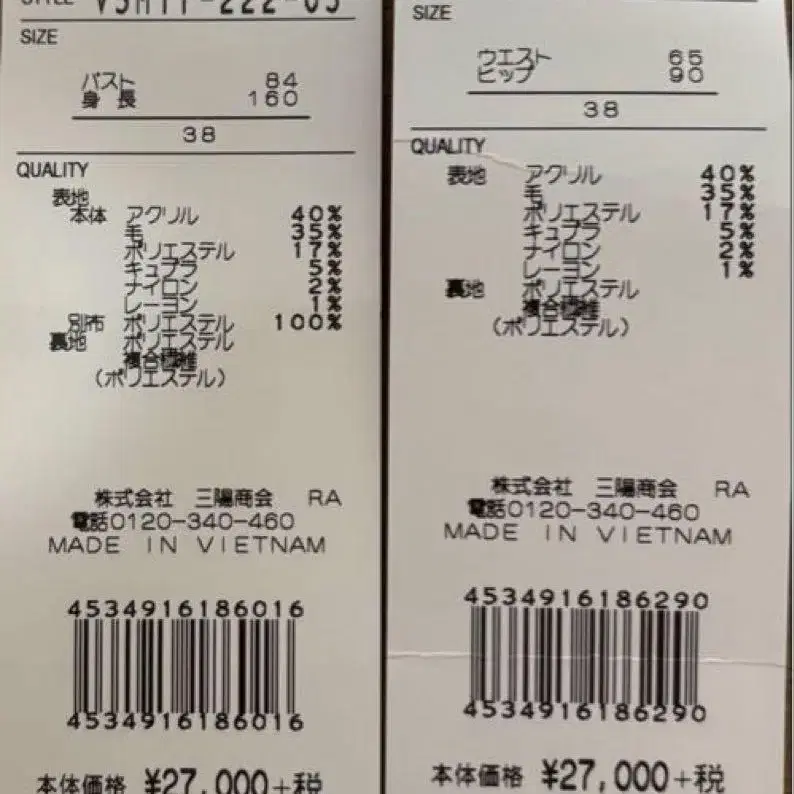 STYLE V5M11-222-05
SIZE
バスト 84
身長 160
38
QUALITY
表地
本体 アクリル 40%
毛 35%
ポリエステル 17%
キュプラ 5%
ナイロン 2%
レーヨン 1%
別布 ポリエステル 100%
裏地 ポリエステル
複合繊維
(ポリエステル)
株式会社 三陽商会 RA
電話0120-340-460
MADE IN VIETNAM
4534916186016
4534916186016
本体価格 ¥27,000+税
SIZE
ウエスト 65
ヒップ 90
38
QUALITY
表地 アクリル 40%
毛 35%
ポリエステル 17%
キュプラ 5%
ナイロン 2%
レーヨン 1%
裏地 ポリエステル
複合繊維
(ポリエステル)
株式会社 三陽商会 RA
電話0120-340-460
MADE IN VIETNAM
4534916186290
4534916186290
本体価格 ¥27,000+税